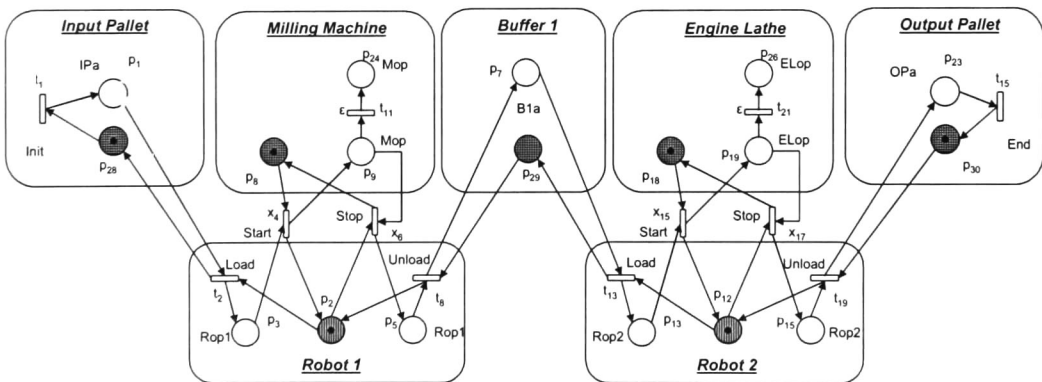 Input Pallet
Milling Machine
Buffer 1
Engine Lathe
Output Pallet
IPa p1
t1
Init
p28
p24 Mop
ε t11
Mop
p8
p9
x4
Start
Stop
x6
p7
B1a
p29
p26 ELop
ε t21
ELop
p18
p19
x15
Start
Stop
x17
p23
OPa
t15
End
p30
Load
t2
Rop1
p3
p2
p5
Unload
t8
Rop1
Robot 1
Load
t13
Rop2
p13
p12
p15
Unload
t19
Rop2
Robot 2